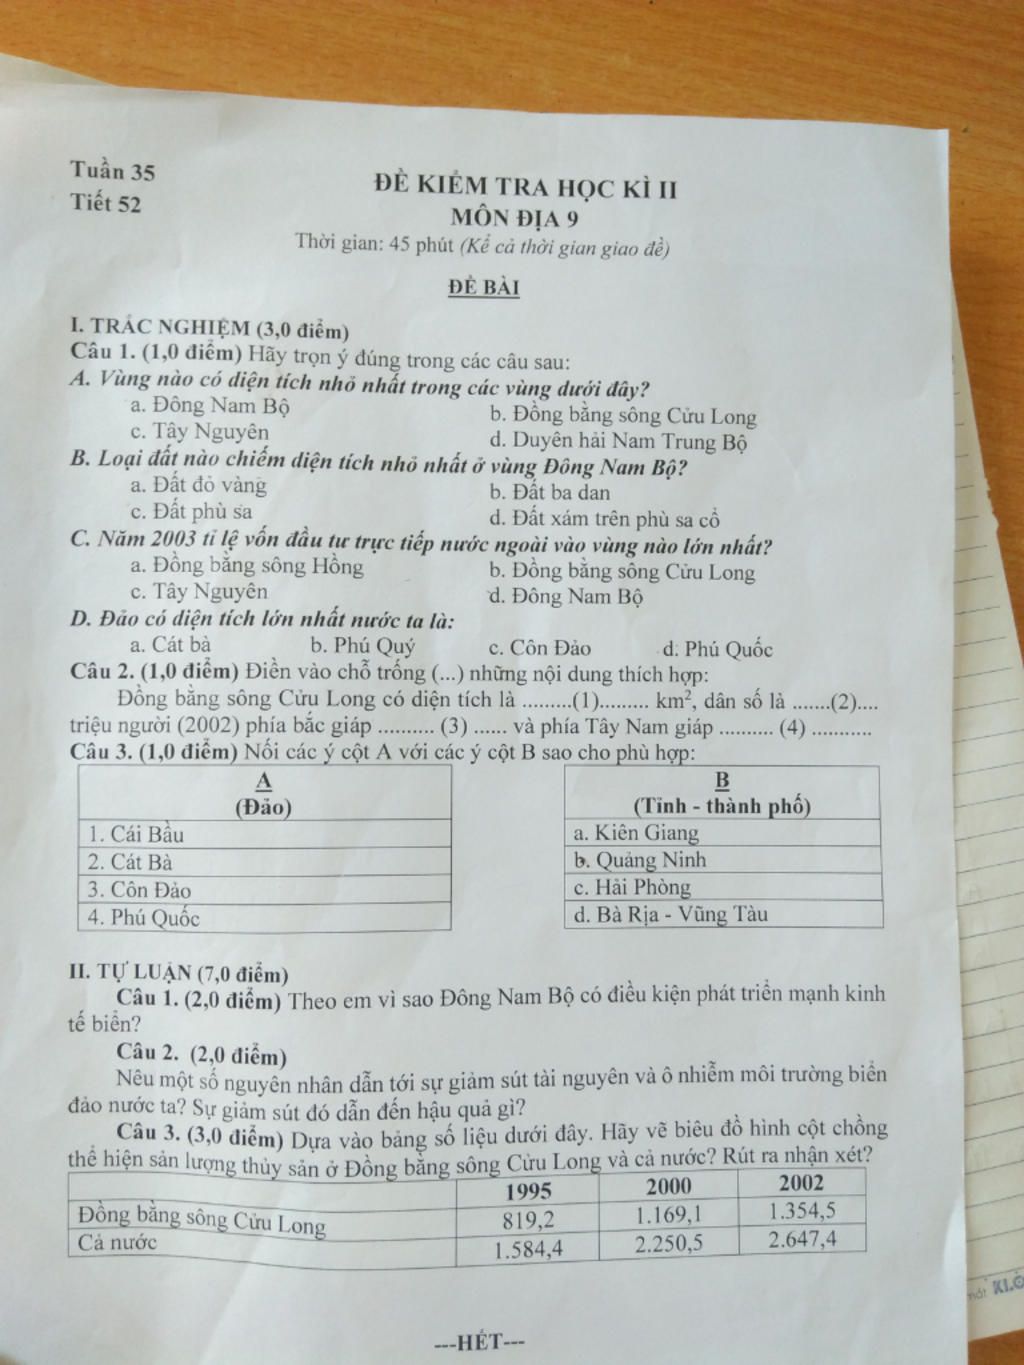 Tuần 35
Tiết 52
ĐỀ KIỂM TRA HỌC KÌ II
MÔN ĐỊA 9
Thời gian: 45 phút (Kể cả thời gian giao đề)
ĐỀ BÀI
I. TRẮC NGHIỆM (3,0 điểm)
Câu 1. (1,0 điểm) Hãy trọn ý đúng trong các câu sau:
A. Vùng nào có diện tích nhỏ nhất trong các vùng dưới đây?
a. Đông Nam Bộ b. Đồng bằng sông Cửu Long
c. Tây Nguyên d. Duyên hải Nam Trung Bộ
B. Loại đất nào chiếm diện tích nhỏ nhất ở vùng Đông Nam Bộ?
a. Đất đỏ vàng b. Đất ba dan
c. Đất phù sa d. Đất xám trên phù sa cổ
C. Năm 2003 tỉ lệ vốn đầu tư trực tiếp nước ngoài vào vùng nào lớn nhất?
a. Đồng bằng sông Hồng b. Đồng bằng sông Cửu Long
c. Tây Nguyên d. Đông Nam Bộ
D. Đảo có diện tích lớn nhất nước ta là:
a. Cát bà b. Phú Quý c. Côn Đảo d. Phú Quốc
Câu 2. (1,0 điểm) Điền vào chỗ trống (...) những nội dung thích hợp:
Đồng bằng sông Cửu Long có diện tích là .........(1)......... km², dân số là .......(2)....
triệu người (2002) phía bắc giáp .......... (3) ...... và phía Tây Nam giáp .......... (4) ...........
Câu 3. (1,0 điểm) Nối các ý cột A với các ý cột B sao cho phù hợp:
A B
(Đảo) (Tỉnh - thành phố)
1. Cái Bầu a. Kiên Giang
2. Cát Bà b. Quảng Ninh
3. Côn Đảo c. Hải Phòng
4. Phú Quốc d. Bà Rịa - Vũng Tàu
II. TỰ LUẬN (7,0 điểm)
Câu 1. (2,0 điểm) Theo em vì sao Đông Nam Bộ có điều kiện phát triển mạnh kinh
tế biển?
Câu 2. (2,0 điểm)
Nêu một số nguyên nhân dẫn tới sự giảm sút tài nguyên và ô nhiễm môi trường biển
đảo nước ta? Sự giảm sút đó dẫn đến hậu quả gì?
Câu 3. (3,0 điểm) Dựa vào bảng số liệu dưới đây. Hãy vẽ biêu đồ hình cột chồng
thể hiện sản lượng thủy sản ở Đồng bằng sông Cửu Long và cả nước? Rút ra nhận xét?
1995 2000 2002
Đồng bằng sông Cửu Long 819,2 1.169,1 1.354,5
Cả nước 1.584,4 2.250,5 2.647,4
---HẾT---